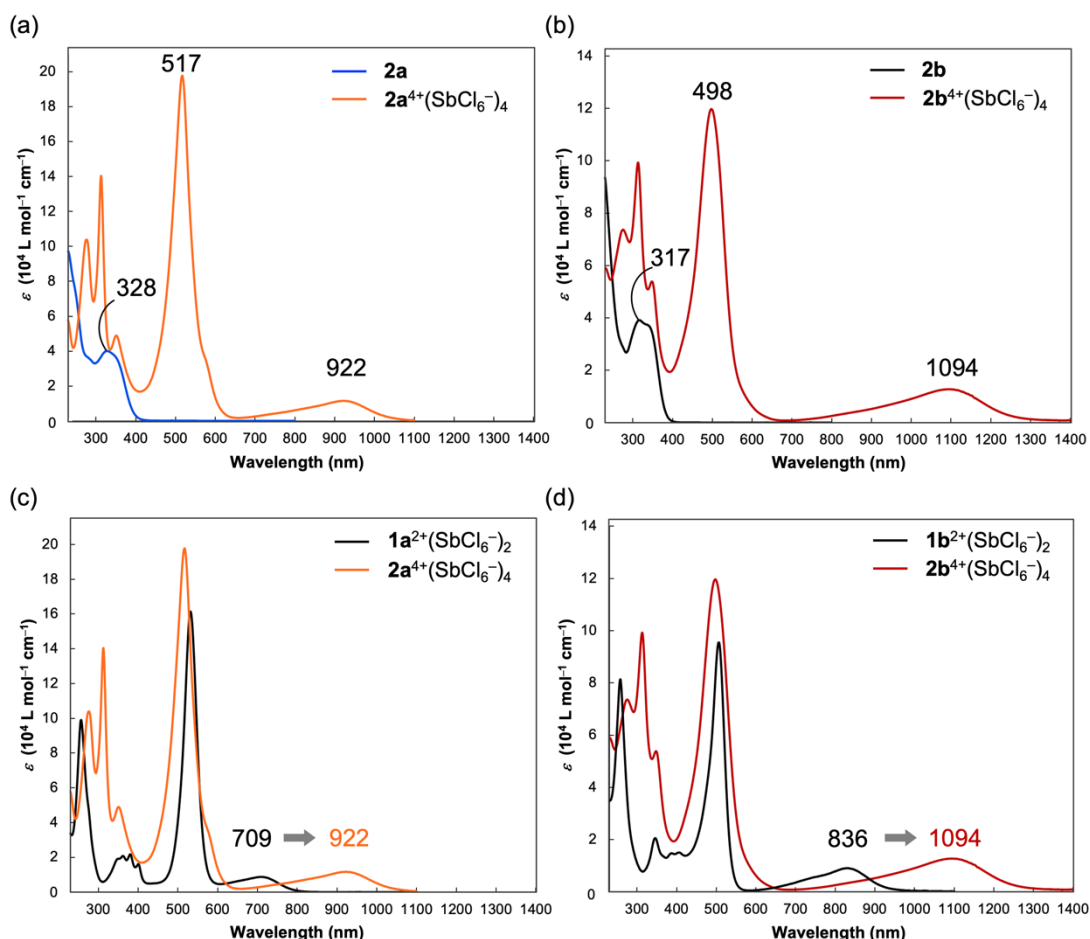 (a)
517
2a
2a⁴⁺(SbCl₆⁻)₄
328
922
ε (10⁴ L mol⁻¹ cm⁻¹)
20
18
16
14
12
10
8
6
4
2
0
300 400 500 600 700 800 900 1000 1100 1200 1300 1400
Wavelength (nm)
(b)
498
2b
2b⁴⁺(SbCl₆⁻)₄
317
1094
ε (10⁴ L mol⁻¹ cm⁻¹)
14
12
10
8
6
4
2
0
300 400 500 600 700 800 900 1000 1100 1200 1300 1400
Wavelength (nm)
(c)
1a²⁺(SbCl₆⁻)₂
2a⁴⁺(SbCl₆⁻)₄
709 922
ε (10⁴ L mol⁻¹ cm⁻¹)
20
18
16
14
12
10
8
6
4
2
0
300 400 500 600 700 800 900 1000 1100 1200 1300 1400
Wavelength (nm)
(d)
1b²⁺(SbCl₆⁻)₂
2b⁴⁺(SbCl₆⁻)₄
836 1094
ε (10⁴ L mol⁻¹ cm⁻¹)
14
12
10
8
6
4
2
0
300 400 500 600 700 800 900 1000 1100 1200 1300 1400
Wavelength (nm)